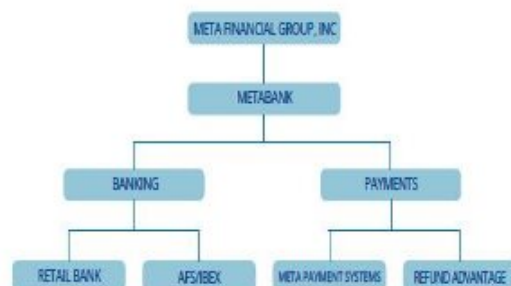 META FINANCIAL GROUP, INC
METABANK
BANKING
PAYMENTS
RETAIL BANK
AFS/IBEX
META PAYMENT SYSTEMS
REFUND ADVANTAGE